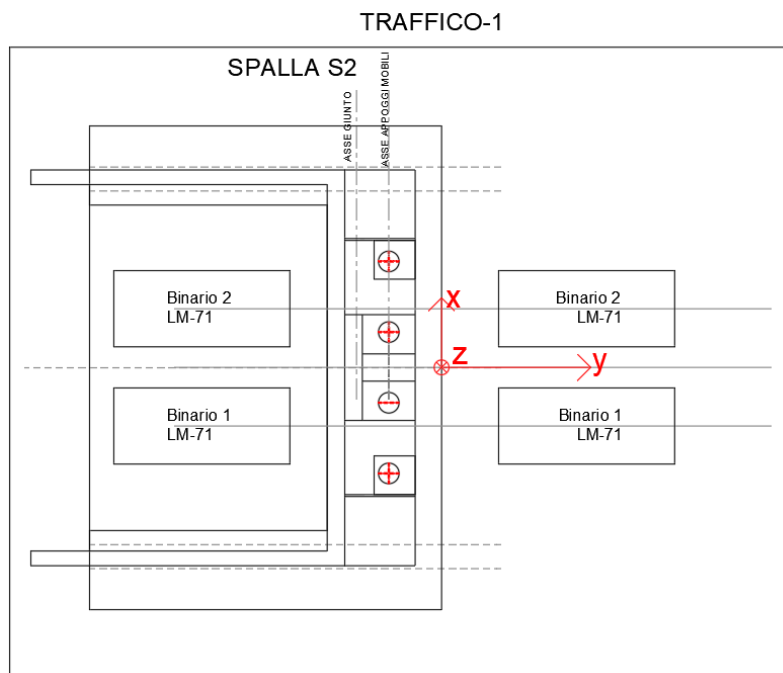 TRAFFICO-1
SPALLA S2
ASSE GIUNTO
ASSE APPOGGI MOBILI
Binario 2
LM-71
Binario 2
LM-71
x
z
y
Binario 1
LM-71
Binario 1
LM-71